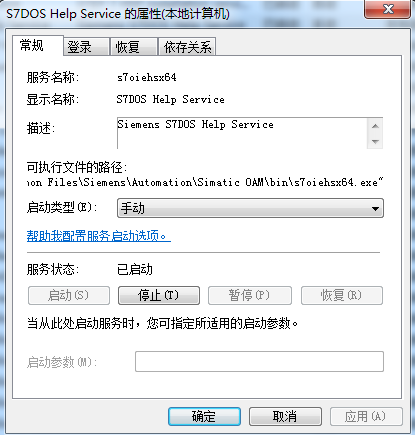 S7DOS Help Service 的属性(本地计算机)
常规 登录 恢复 依存关系
服务名称: s7oiehsx64
显示名称: S7DOS Help Service
描述: Siemens S7DOS Help Service
可执行文件的路径:
on Files\Siemens\Automation\Simatic OAM\bin\s7oiehsx64.exe"
启动类型(E): 手动
帮助我配置服务启动选项。
服务状态: 已启动
启动(S) 停止(T) 暂停(P) 恢复(R)
当从此处启动服务时，您可指定所适用的启动参数。
启动参数(M):
确定 取消 应用(A)